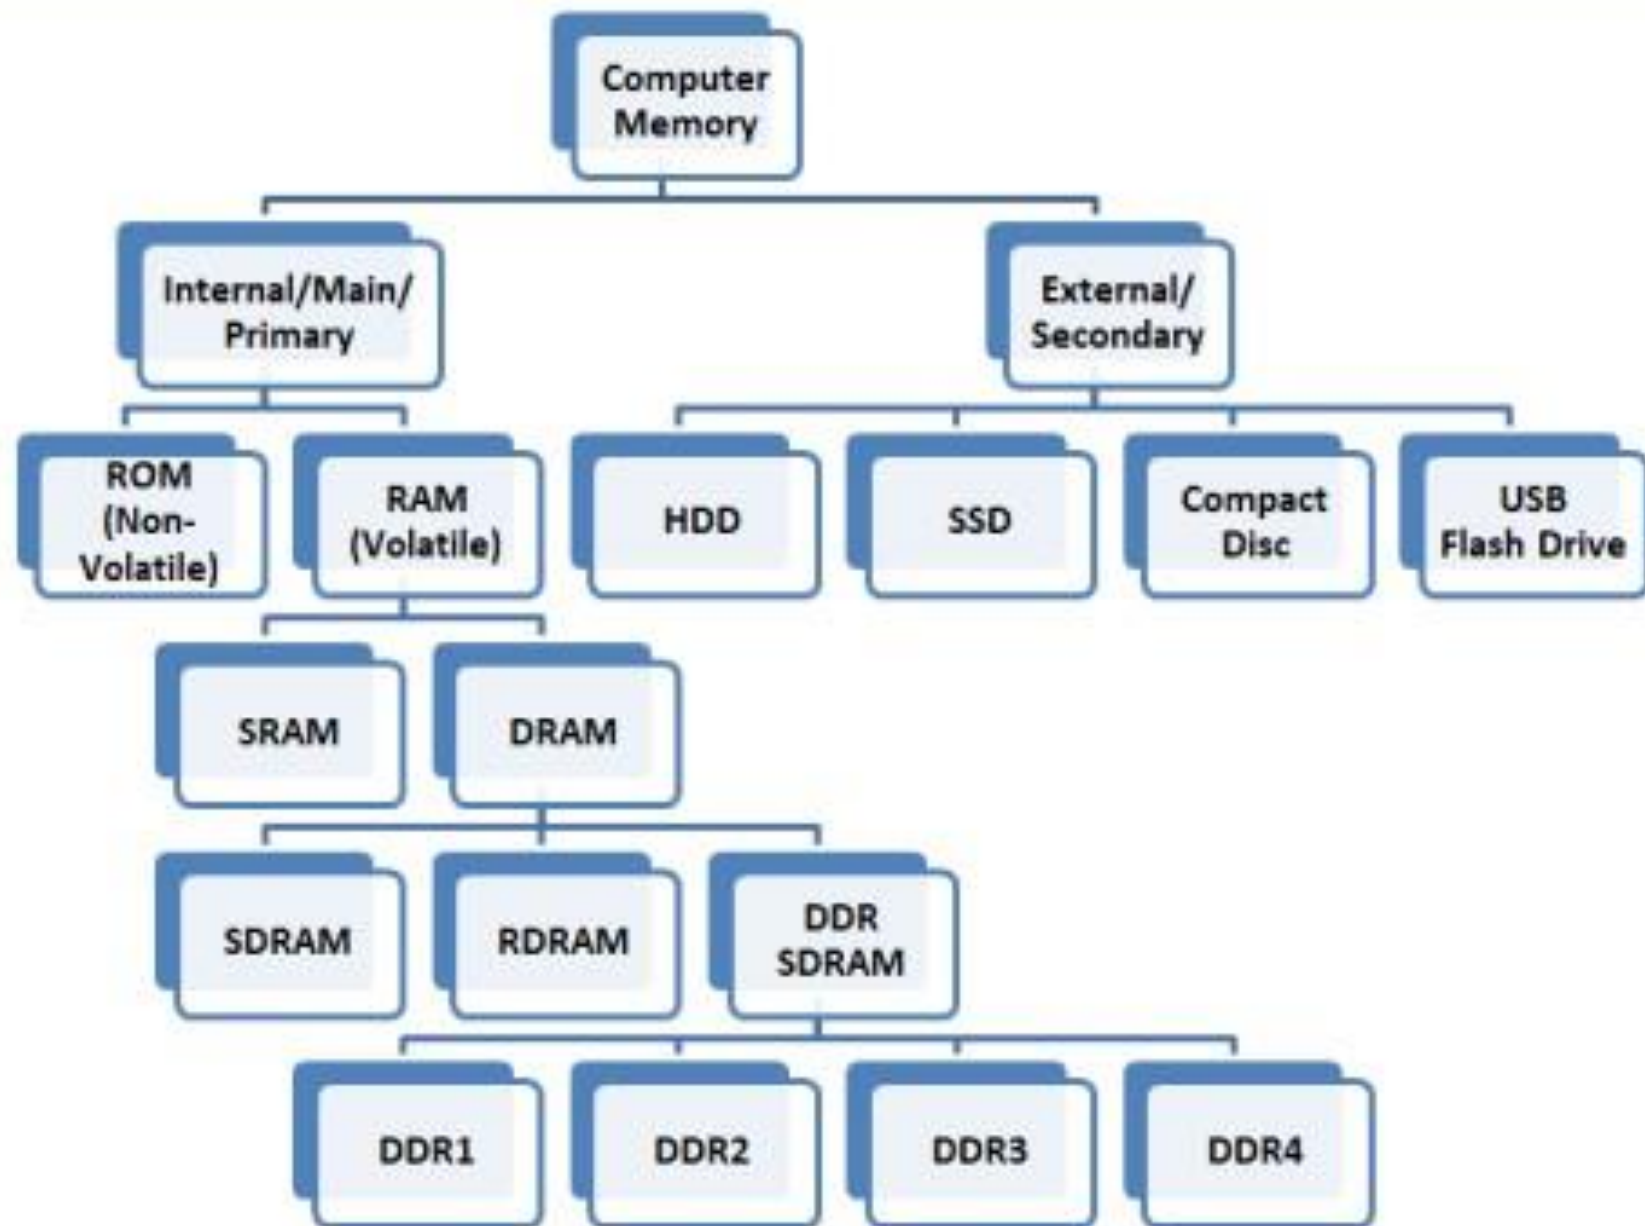 Computer
Memory
Internal/Main/
Primary
External/
Secondary
ROM
(Non-
Volatile)
RAM
(Volatile)
HDD
SSD
Compact
Disc
USB
Flash Drive
SRAM
DRAM
SDRAM
RDRAM
DDR
SDRAM
DDR1
DDR2
DDR3
DDR4